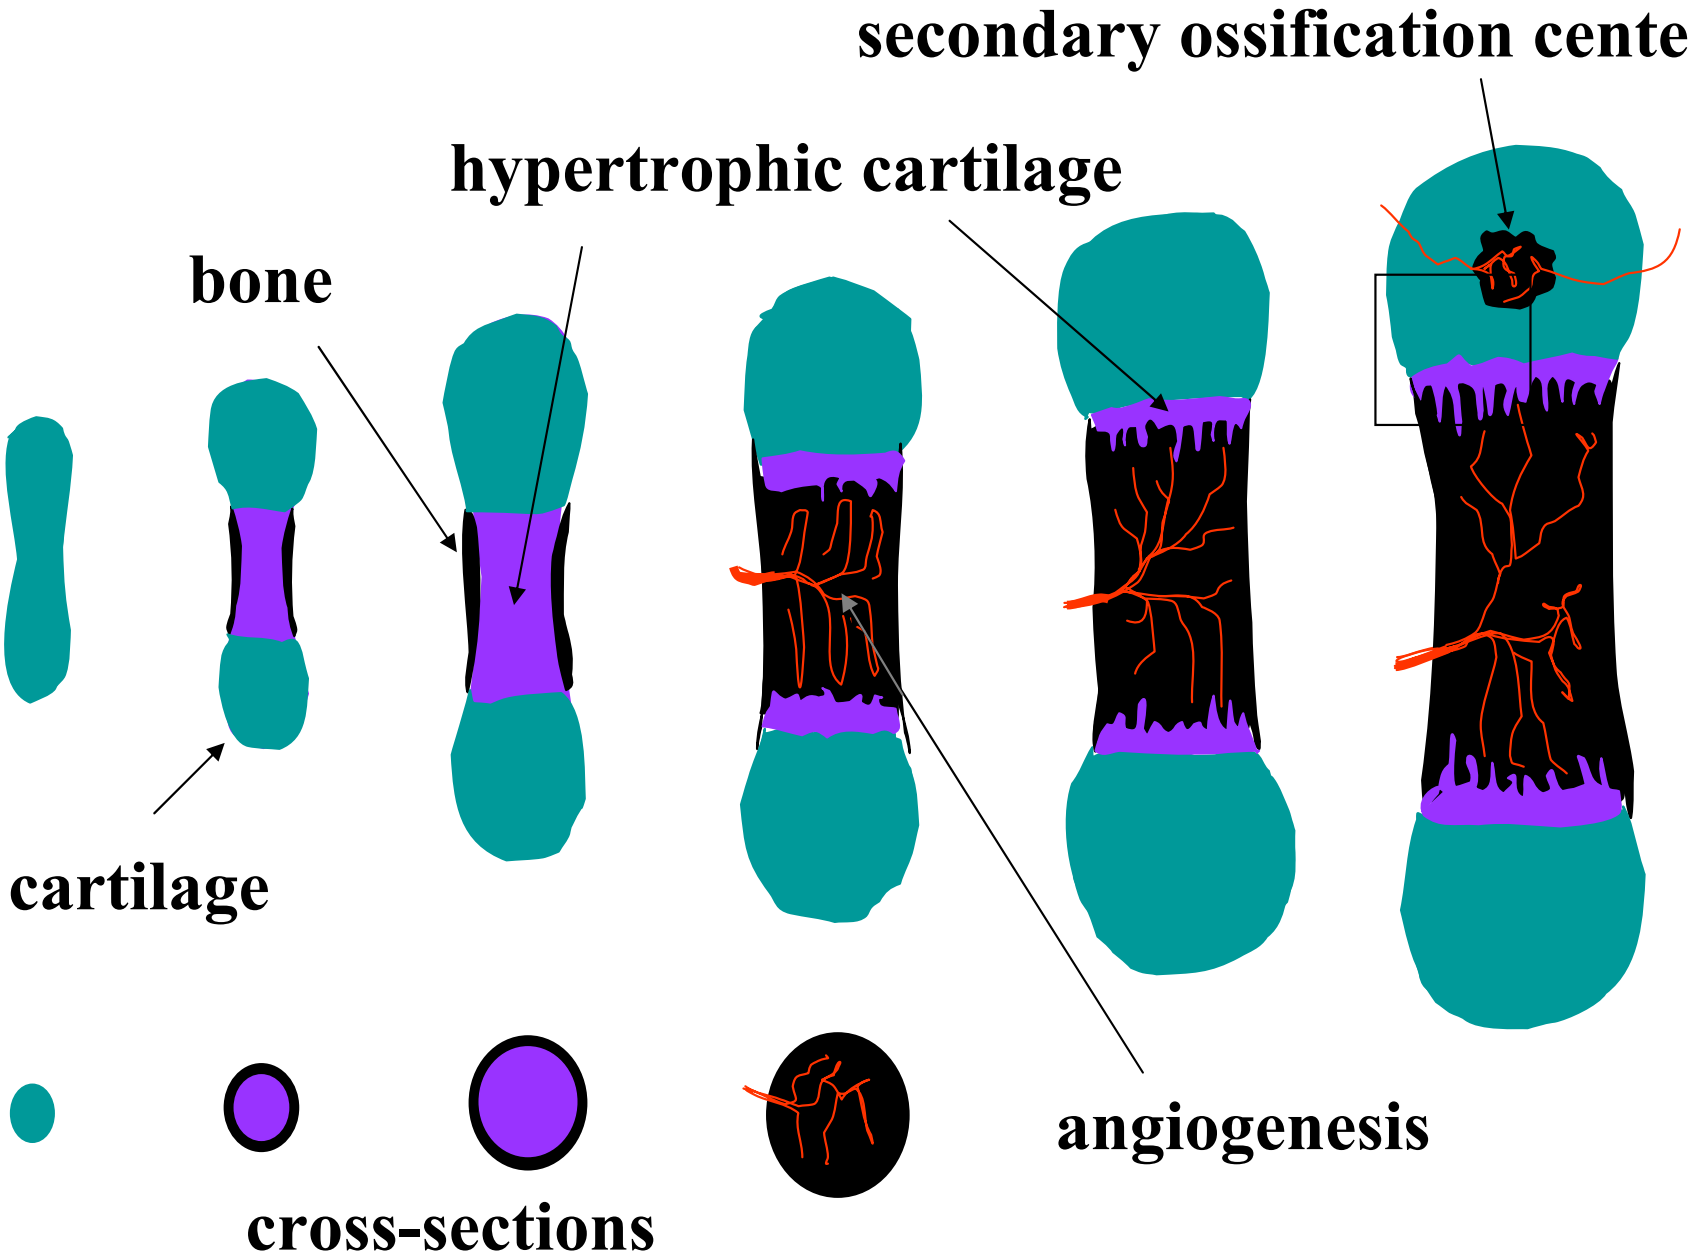 secondary ossification cente
hypertrophic cartilage
bone
cartilage
angiogenesis
cross-sections